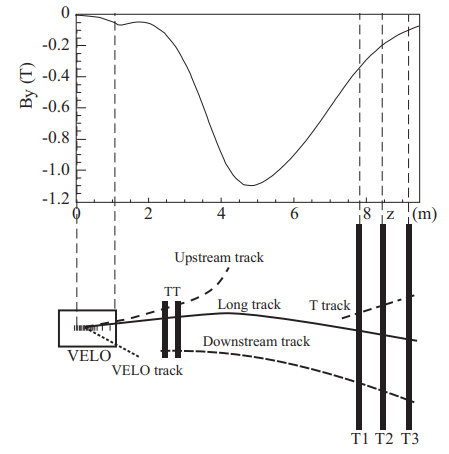 0
-0.2
-0.4
-0.6
-0.8
-1.0
-1.2
By (T)
0 2 4 6 8 z (m)
Upstream track
TT
Long track
T track
Downstream track
VELO
VELO track
T1 T2 T3